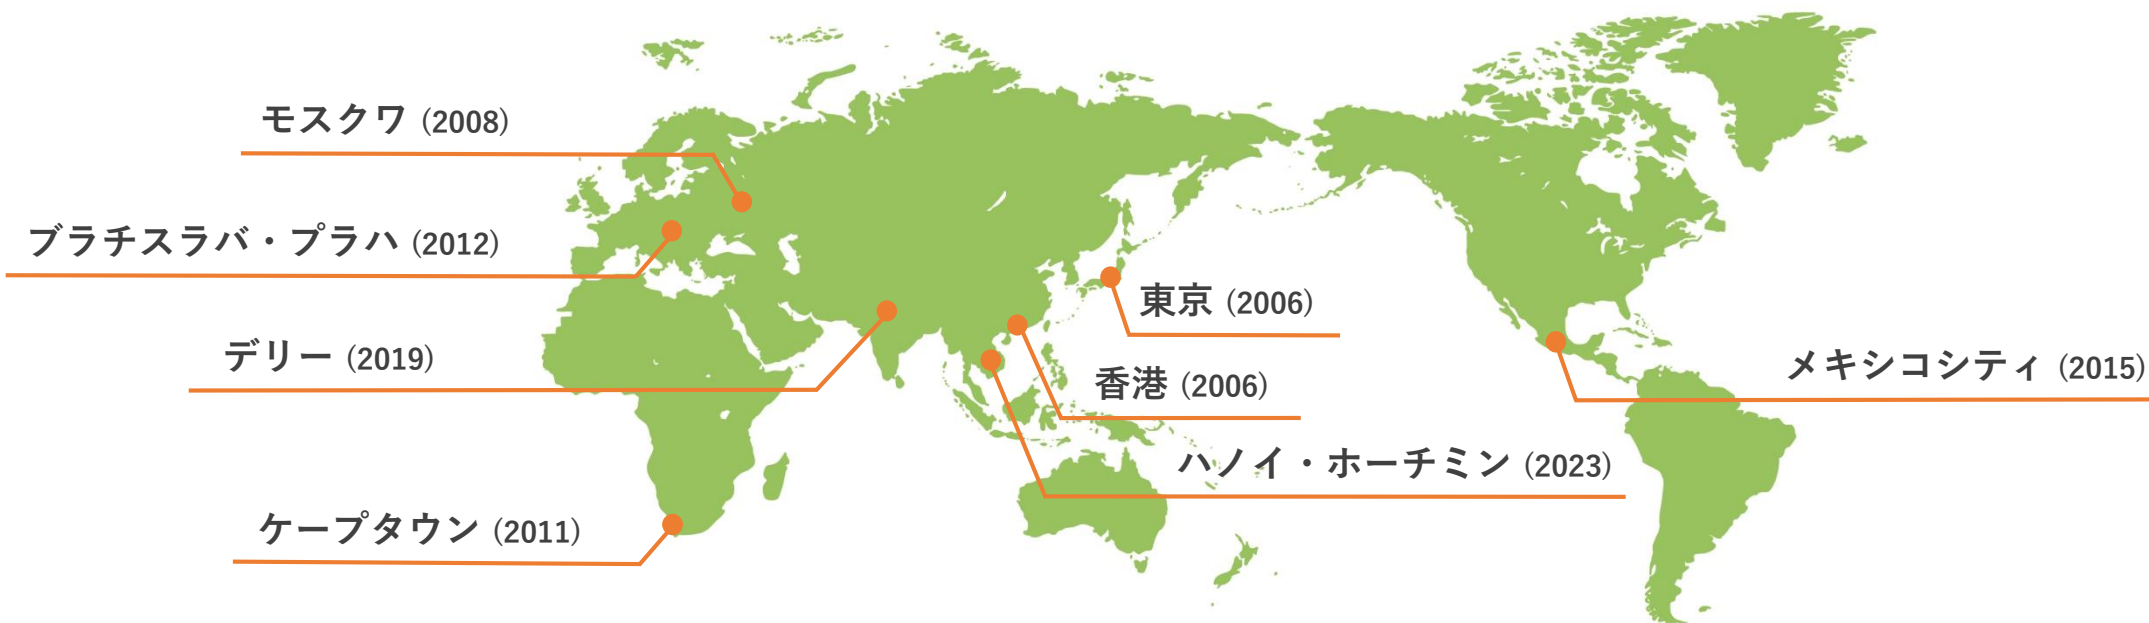 モスクワ (2008)
ブラチスラバ・プラハ (2012)
デリー (2019)
ケープタウン (2011)
東京 (2006)
香港 (2006)
ハノイ・ホーチミン (2023)
メキシコシティ (2015)